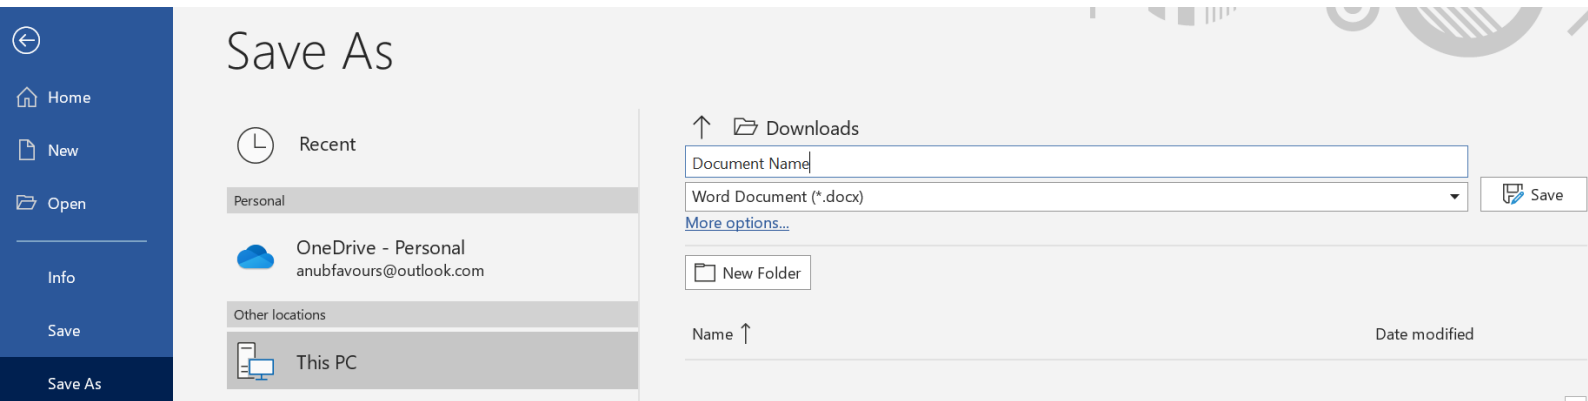 Save As
Home
New
Open
Info
Save
Save As
Recent
Personal
OneDrive - Personal
anubfavours@outlook.com
Other locations
This PC
Downloads
Document Name
Word Document (*.docx)
Save
More options...
New Folder
Name
Date modified